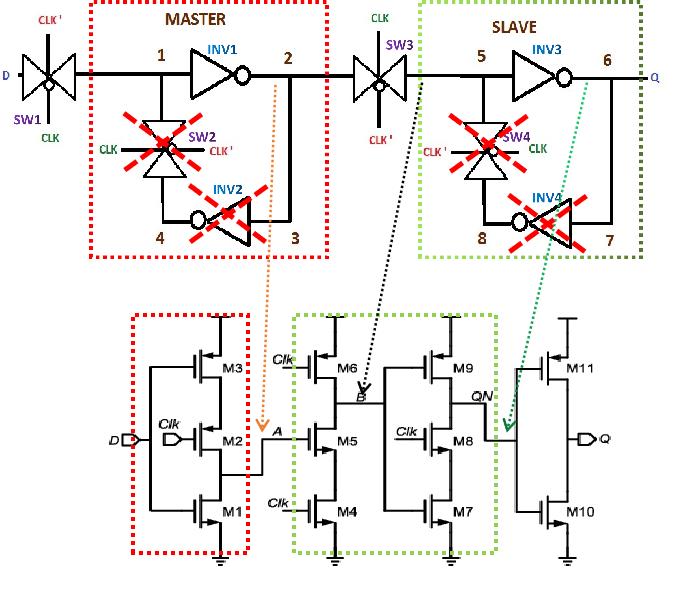 CLK'
MASTER
CLK
SLAVE
INV1
SW3
INV3
1
2
5
6
D
Q
SW1
CLK
SW2
CLK
CLK'
CLK'
SW4
CLK'
CLK
INV2
INV4
4
3
8
7
M3
Clk
M6
B
M9
QN
M11
D
Clk
M2
A
M5
Clk
M8
Q
M1
Clk
M4
M7
M10